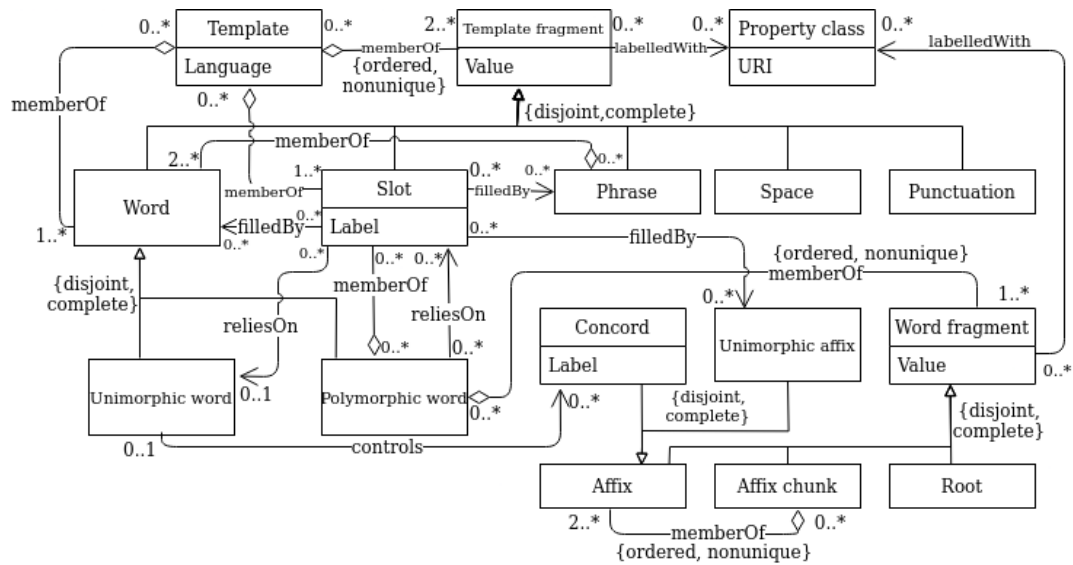 0..*
Template
0..*
2..*
Template fragment
0..*
Property class
0..*
labelledWith
memberOf
labelledWith
0..*
Language
{ordered,
nonunique}
Value
URI
memberOf
0..*
{disjoint,complete}
memberOf
2..*
0..*
1..*
0..*
0..*
Word
memberOf
Slot
filledBy
Phrase
Space
Punctuation
0..*
filledBy
Label
0..*
filledBy
1..*
0..*
0..*
0..*
0..*
{ordered, nonunique}
memberOf
{disjoint,
complete}
memberOf
0..*
1..*
reliesOn
reliesOn
Concord
Unimorphic affix
Word fragment
0..*
0..*
Label
Value
Unimorphic word
0..1
Polymorphic word
0..*
0..*
{disjoint,
complete}
0..*
{disjoint,
complete}
0..1
controls
Affix
Affix chunk
Root
2..*
memberOf
0..*
{ordered, nonunique}